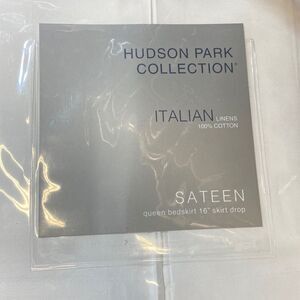 HUDSON PARK
COLLECTION®
ITALIAN LINENS
100% COTTON
SATEEN
queen bedskirt 16" skirt drop